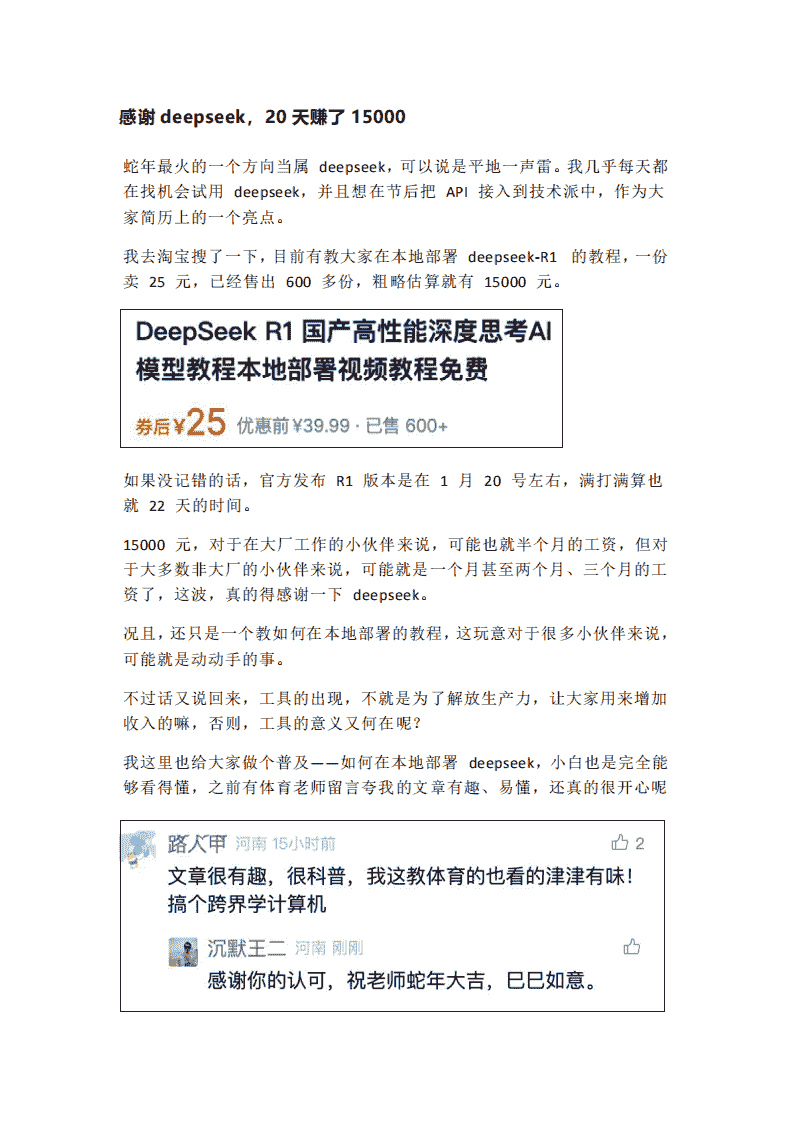 感谢 deepseek，20 天赚了 15000
蛇年最火的一个方向当属 deepseek，可以说是平地一声雷。我几乎每天都
在找机会试用 deepseek，并且想在节后把 API 接入到技术派中，作为大
家简历上的一个亮点。
我去淘宝搜了一下，目前有教大家在本地部署 deepseek-R1 的教程，一份
卖 25 元，已经售出 600 多份，粗略估算就有 15000 元。
DeepSeek R1 国产高性能深度思考AI
模型教程本地部署视频教程免费
券后¥25 优惠前¥39.99 · 已售 600+
如果没记错的话，官方发布 R1 版本是在 1 月 20 号左右，满打满算也
就 22 天的时间。
15000 元，对于在大厂工作的小伙伴来说，可能也就半个月的工资，但对
于大多数非大厂的小伙伴来说，可能就是一个月甚至两个月、三个月的工
资了，这波，真的得感谢一下 deepseek。
况且，还只是一个教如何在本地部署的教程，这玩意对于很多小伙伴来说，
可能就是动动手的事。
不过话又说回来，工具的出现，不就是为了解放生产力，让大家用来增加
收入的嘛，否则，工具的意义又何在呢？
我这里也给大家做个普及——如何在本地部署 deepseek，小白也是完全能
够看得懂，之前有体育老师留言夸我的文章有趣、易懂，还真的很开心呢
路人甲 河南 15小时前 2
文章很有趣，很科普，我这教体育的也看的津津有味！
搞个跨界学计算机
沉默王二 河南 刚刚
感谢你的认可，祝老师蛇年大吉，巳巳如意。